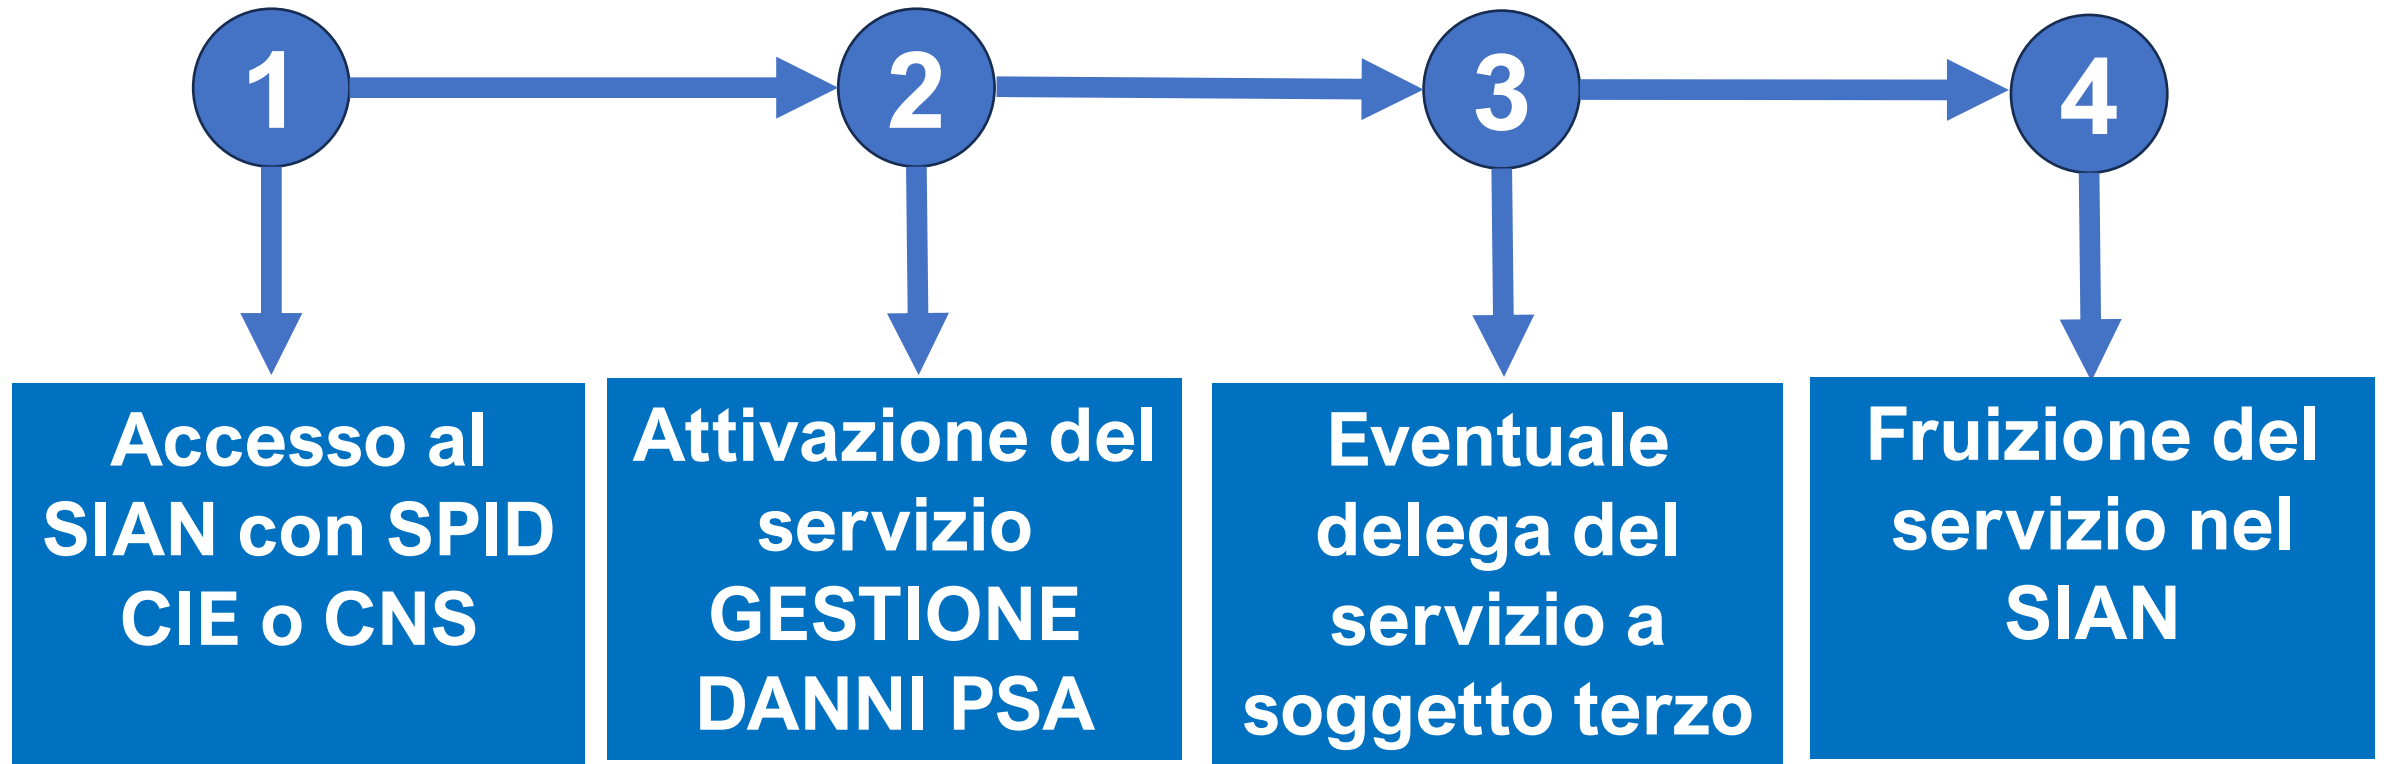 1
2
3
4
Accesso al
SIAN con SPID
CIE o CNS
Attivazione del
servizio
GESTIONE
DANNI PSA
Eventuale
delega del
servizio a
soggetto terzo
Fruizione del
servizio nel
SIAN